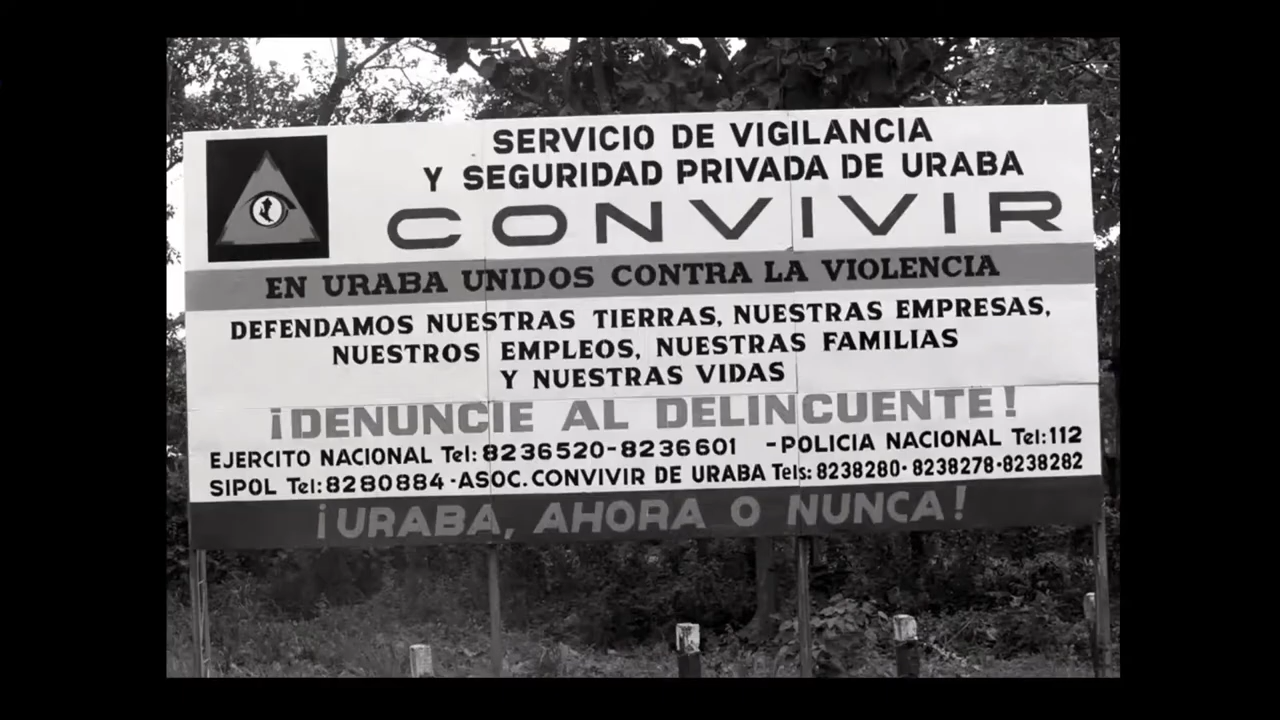 SERVICIO DE VIGILANCIA
Y SEGURIDAD PRIVADA DE URABA
CONVIVIR
EN URABA UNIDOS CONTRA LA VIOLENCIA
DEFENDAMOS NUESTRAS TIERRAS, NUESTRAS EMPRESAS,
NUESTROS EMPLEOS, NUESTRAS FAMILIAS
Y NUESTRAS VIDAS
¡DENUNCIE AL DELINCUENTE!
EJERCITO NACIONAL Tel: 8236520-8236601 -POLICIA NACIONAL Tel:112
SIPOL Tel:8280884-ASOC. CONVIVIR DE URABA Tels: 8238280-8238278-8238282
¡URABA, AHORA O NUNCA!